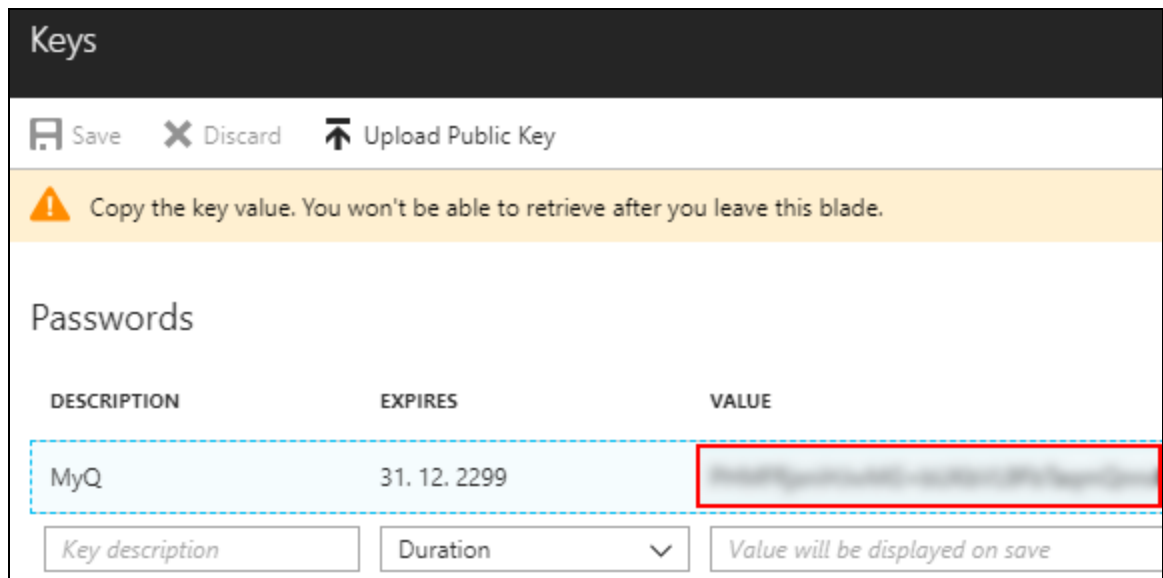 Keys
Save Discard Upload Public Key
Copy the key value. You won't be able to retrieve after you leave this blade.
Passwords
DESCRIPTION EXPIRES VALUE
MyQ 31. 12. 2299
Key description Duration Value will be displayed on save